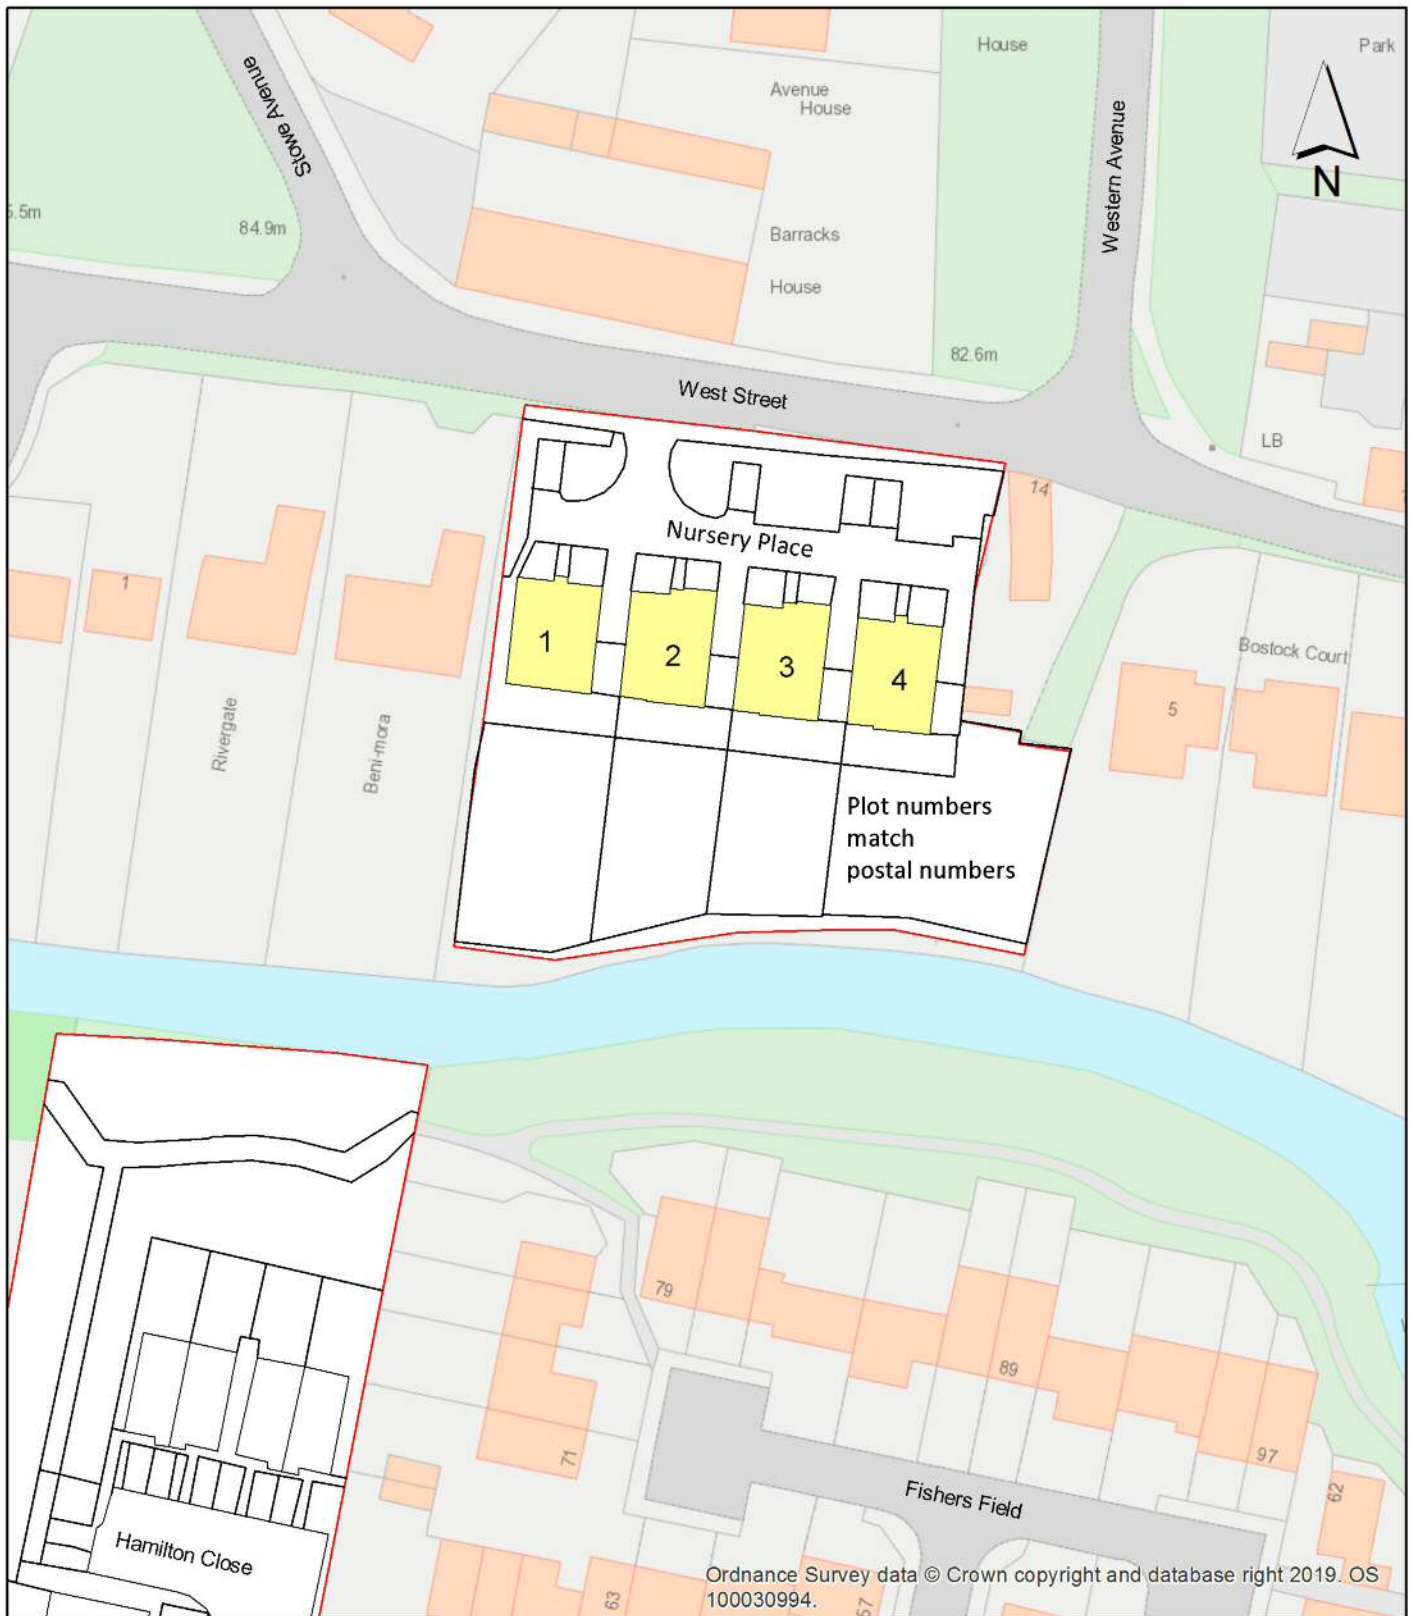 House
Park
Stowe Avenue
Avenue
House
Western Avenue
N
5.5m
84.9m
Barracks
House
82.6m
West Street
LB
14
Nursery Place
1
1
2
3
4
Bostock Court
5
Rivergate
Beni-mora
Plot numbers
match
postal numbers
79
89
71
97
62
Fishers Field
Hamilton Close
63
57
Ordnance Survey data © Crown copyright and database right 2019. OS
100030994.